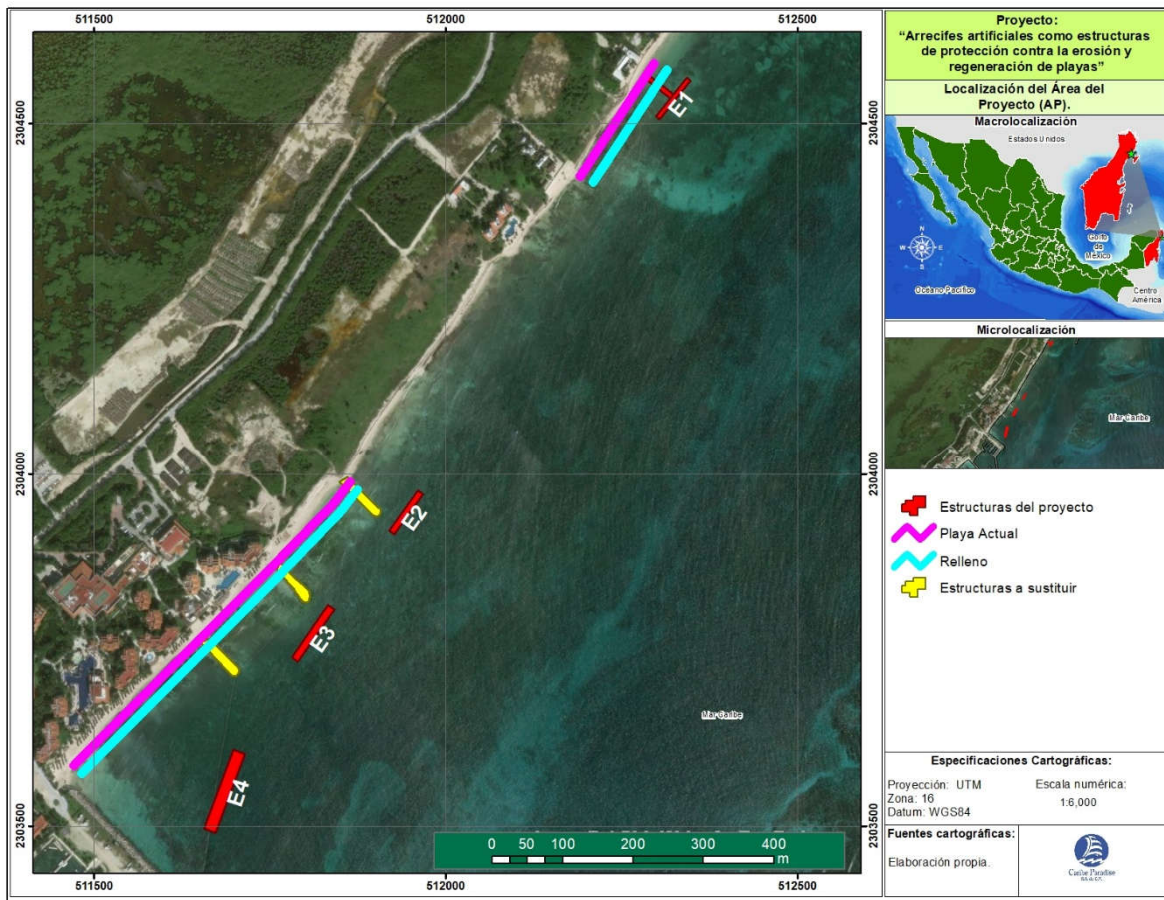 511500
512000
512500
2304500
2304000
2303500
E1
E2
E3
E4
Mar Caribe
0 50 100 200 300 400
m
511500
512000
512500
2304500
2304000
2303500
Proyecto:
“Arrecifes artificiales como estructuras
de protección contra la erosión y
regeneración de playas”
Localización del Área del
Proyecto (AP).
Macrolocalización
Estados Unidos
N
W E
S
Golfo
de
México
Océano Pacífico
Centro
América
Microlocalización
Mar Caribe
Estructuras del proyecto
Playa Actual
Relleno
Estructuras a sustituir
Especificaciones Cartográficas:
Proyección: UTM
Zona: 16
Datum: WGS84
Escala numérica:
1:6,000
Fuentes cartográficas:
Elaboración propia.
Caribe Paradise